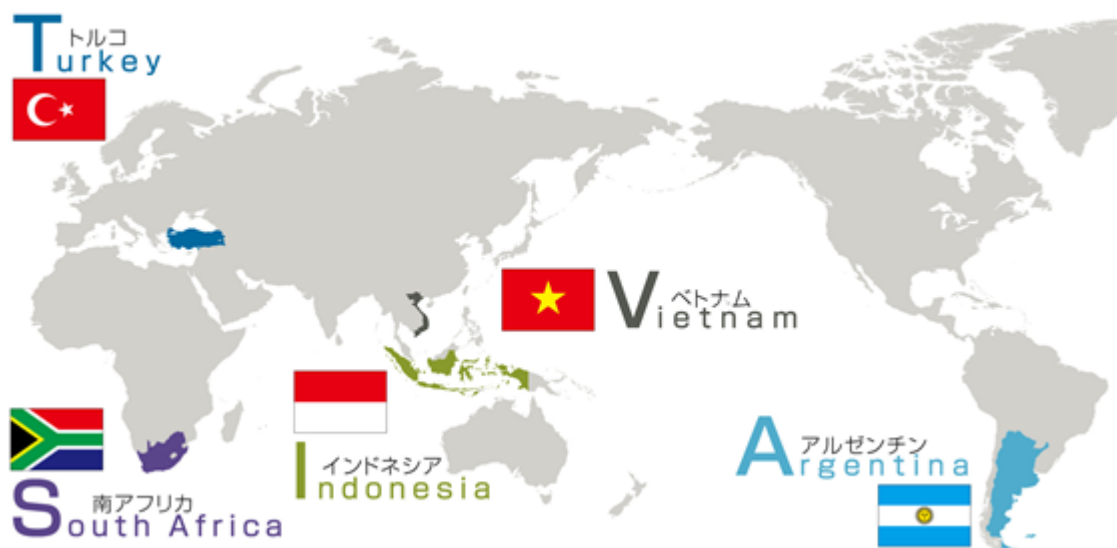 トルコ
Turkey
ベトナム
Vietnam
南アフリカ
South Africa
インドネシア
Indonesia
アルゼンチン
Argentina